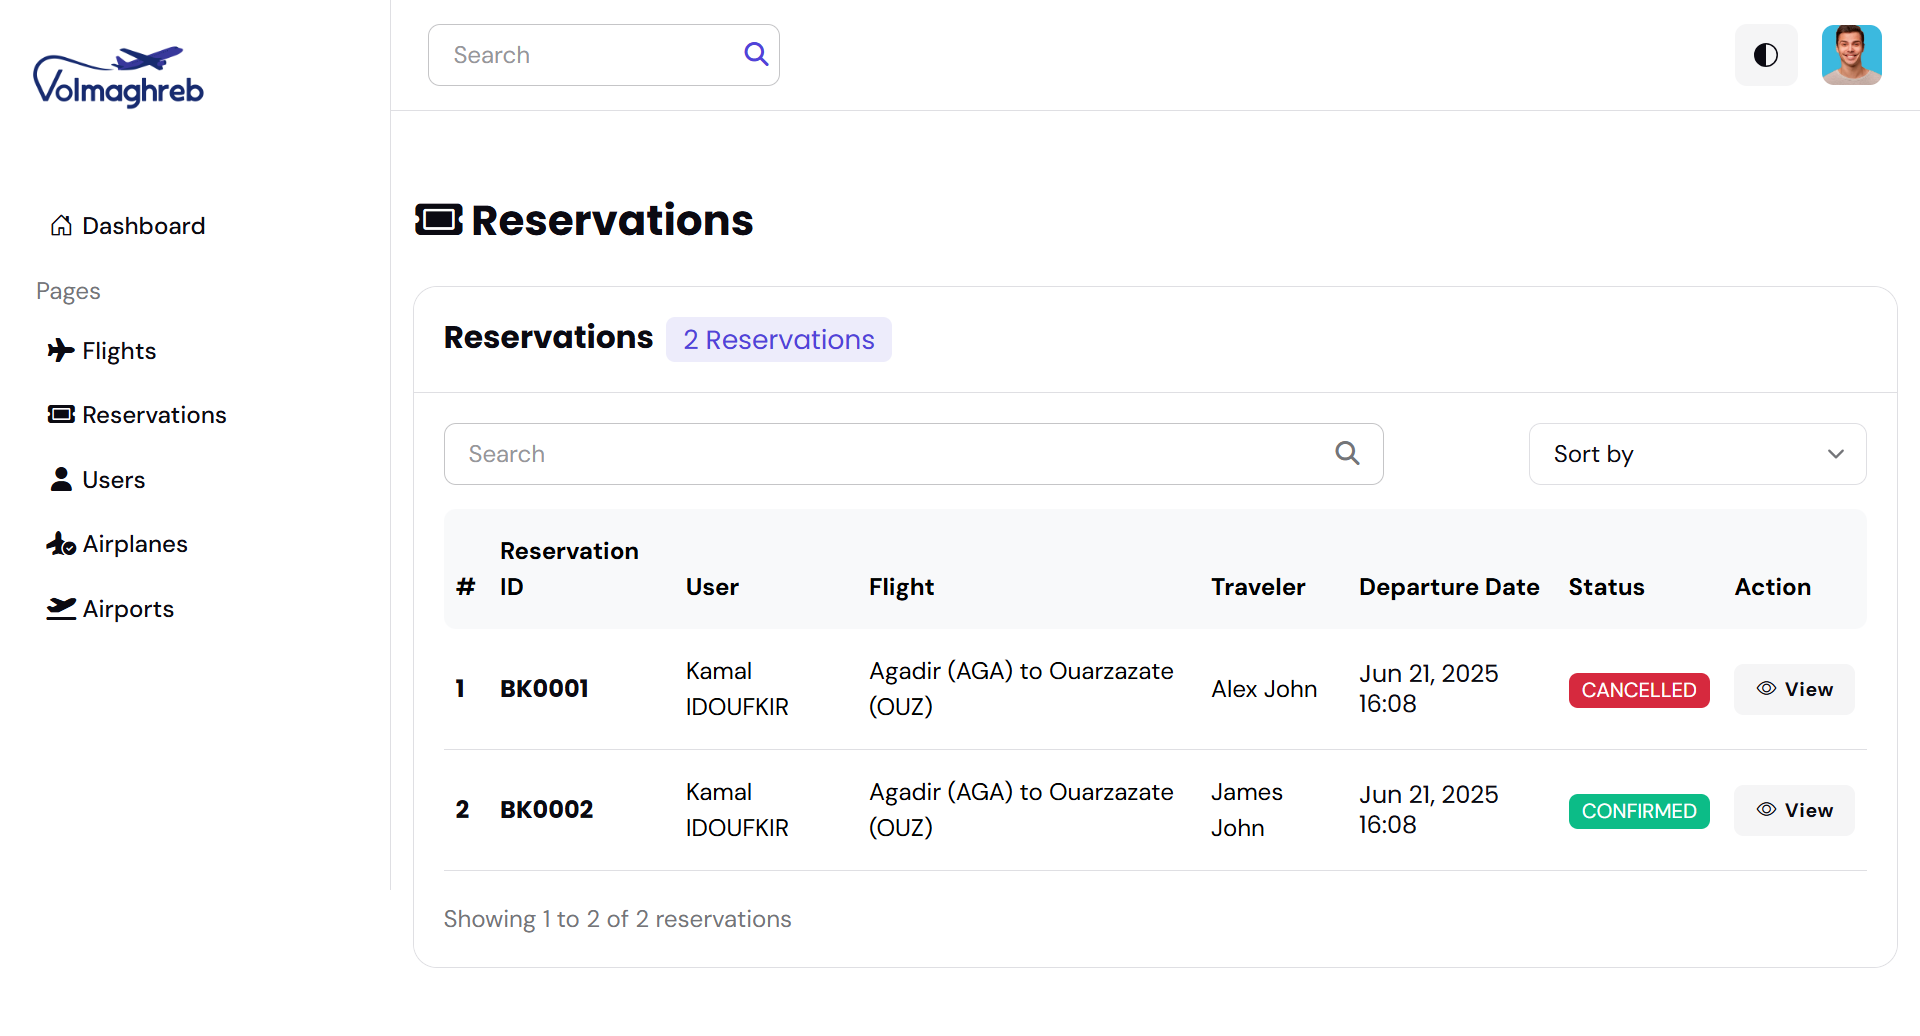 Volmaghreb
Search
Dashboard
Pages
Flights
Reservations
Users
Airplanes
Airports
Reservations
Reservations 2 Reservations
Search
Sort by
# Reservation ID User Flight Traveler Departure Date Status Action
1 BK0001 Kamal IDOUFKIR Agadir (AGA) to Ouarzazate (OUZ) Alex John Jun 21, 2025 16:08 CANCELLED View
2 BK0002 Kamal IDOUFKIR Agadir (AGA) to Ouarzazate (OUZ) James John Jun 21, 2025 16:08 CONFIRMED View
Showing 1 to 2 of 2 reservations